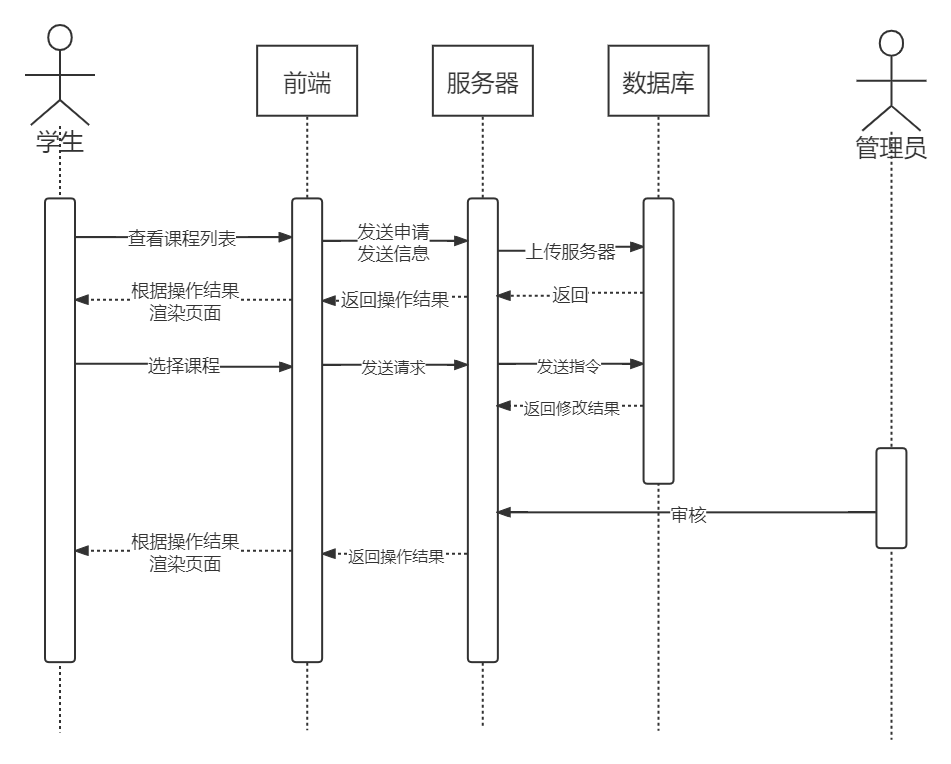 学生
前端
服务器
数据库
管理员
查看课程列表
发送申请
发送信息
上传服务器
根据操作结果
渲染页面
返回操作结果
返回
选择课程
发送请求
发送指令
返回修改结果
审核
根据操作结果
渲染页面
返回操作结果